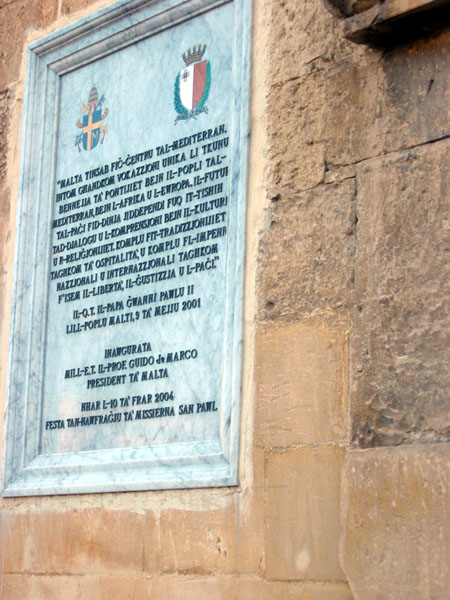 "MALTA TINSAB FIĊ-ĊENTRU TAL-MEDITERRAN,
INTOM GĦANDKOM VOKAZZJONI UNIKA LI TKUNU
BENNEJJA TA' PONTIJIET BEJN IL-POPLI TAL-
MEDITERRAN, BEJN L-AFRIKA U L-EWROPA. IL-FUTUR
TAL-PAĊI FID-DINJA JIDDEPENDI FUQ IT-TISĦIĦ
TAD-DJALOGU U L-KOMPRENSJONI BEJN IL-KULTURI
U R-RELIĠJONIJIET. KOMPLU FIT-TRADIZZJONIJIET
TAGĦKOM TA' OSPITALITÀ, U KOMPLU FL-IMPENN
NAZZJONALI U INTERNAZZJONALI TAGĦKOM
F'ISEM IL-LIBERTÀ, IL-ĠUSTIZZJA U L-PAĊI."
IL-Q.T. IL-PAPA ĠWANNI PAWLU II
LILL-POPLU MALTI, 9 TA' MEJJU 2001
INAWGURATA
MILL-E.T. IL-PROF. GUIDO de MARCO
PRESIDENT TA' MALTA
NHAR L-10 TA' FRAR 2004
FESTA TAN-NAWFRAĠJU TA' MISSIERNA SAN PAWL